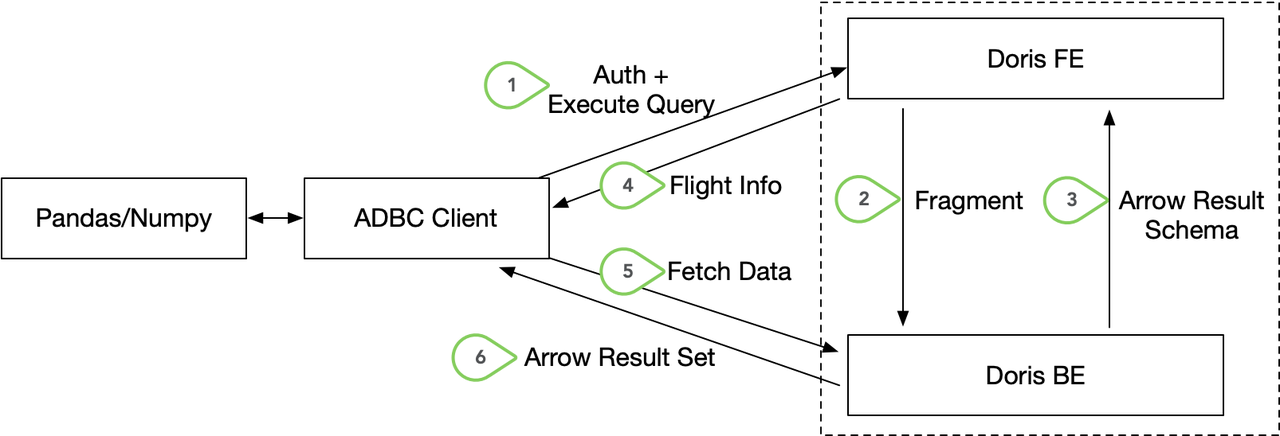 Doris FE
1
Auth +
Execute Query
4
Flight Info
2
Fragment
3
Arrow Result
Schema
Pandas/Numpy
ADBC Client
5
Fetch Data
6
Arrow Result Set
Doris BE